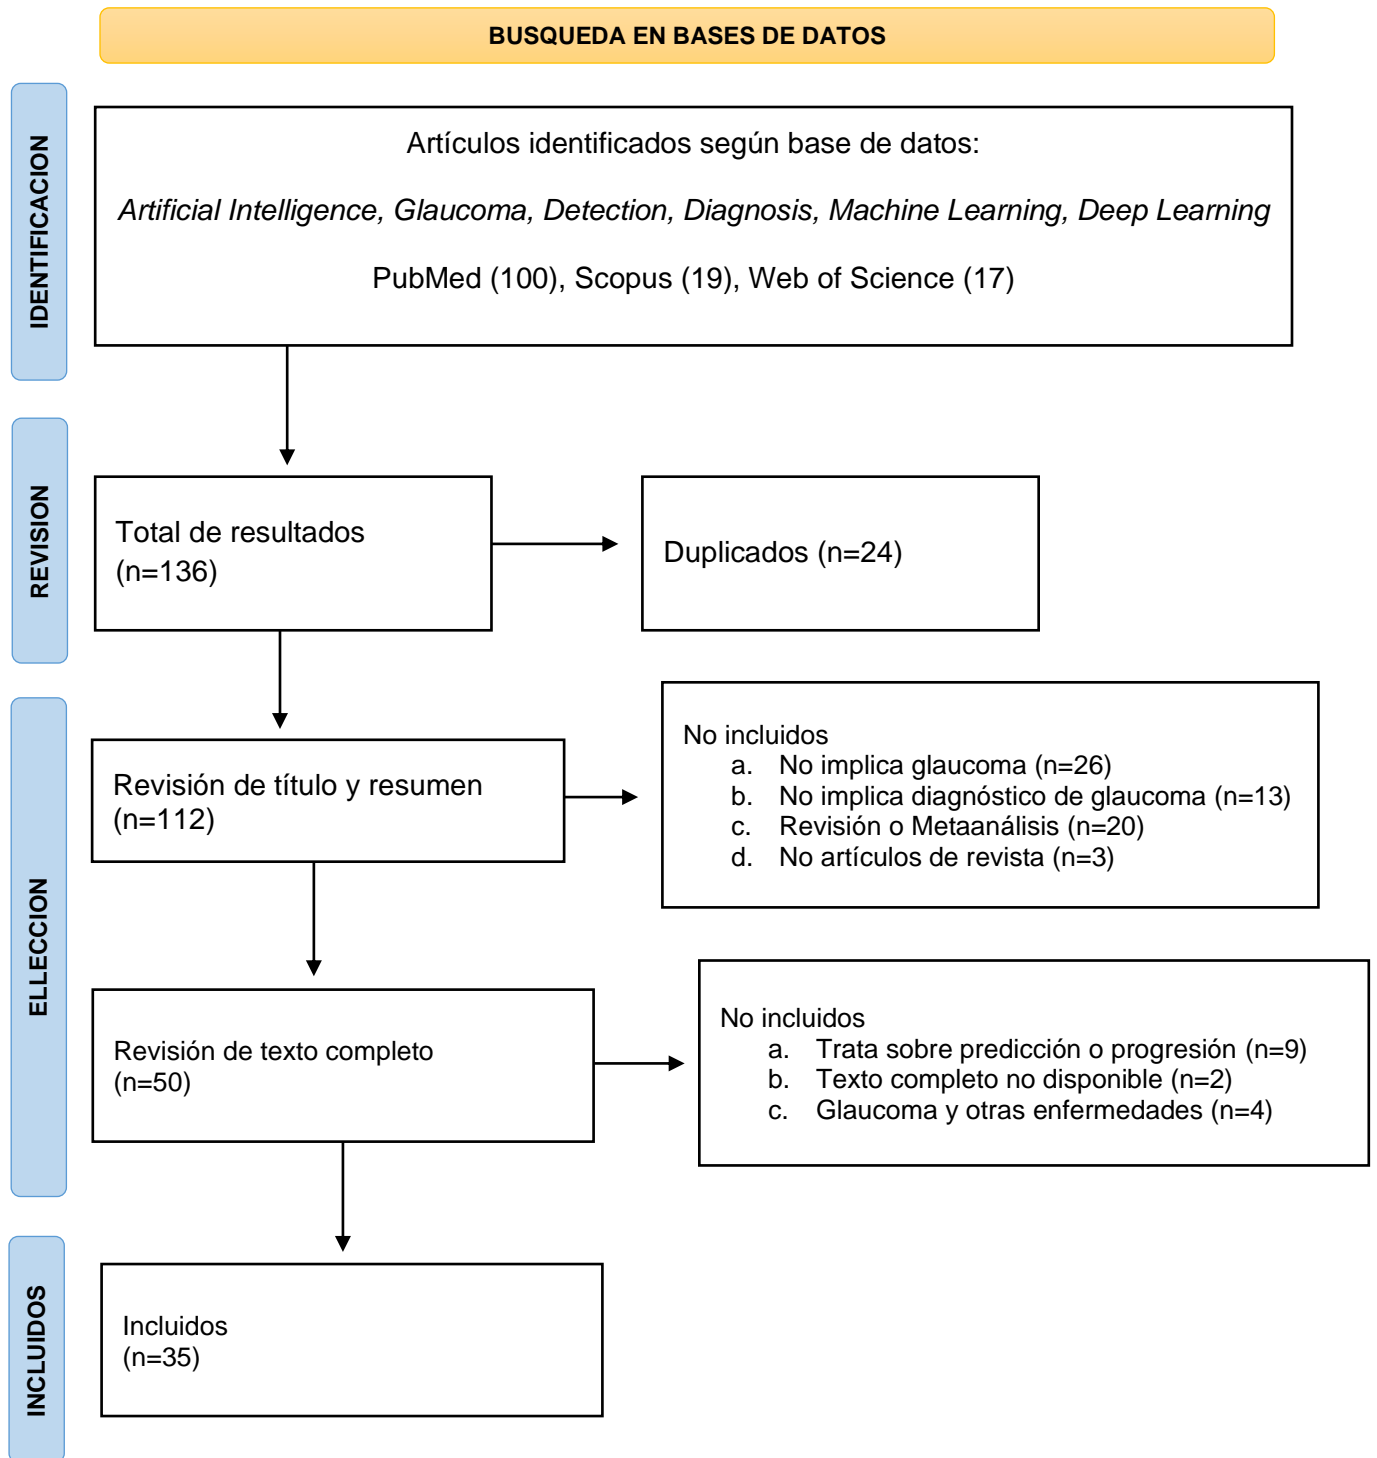 BUSQUEDA EN BASES DE DATOS
IDENTIFICACION
Artículos identificados según base de datos:
Artificial Intelligence, Glaucoma, Detection, Diagnosis, Machine Learning, Deep Learning
PubMed (100), Scopus (19), Web of Science (17)
REVISION
Total de resultados
(n=136)
Duplicados (n=24)
ELLECCION
Revisión de título y resumen
(n=112)
No incluidos
a. No implica glaucoma (n=26)
b. No implica diagnóstico de glaucoma (n=13)
c. Revisión o Metaanálisis (n=20)
d. No artículos de revista (n=3)
Revisión de texto completo
(n=50)
No incluidos
a. Trata sobre predicción o progresión (n=9)
b. Texto completo no disponible (n=2)
c. Glaucoma y otras enfermedades (n=4)
INCLUIDOS
Incluidos
(n=35)